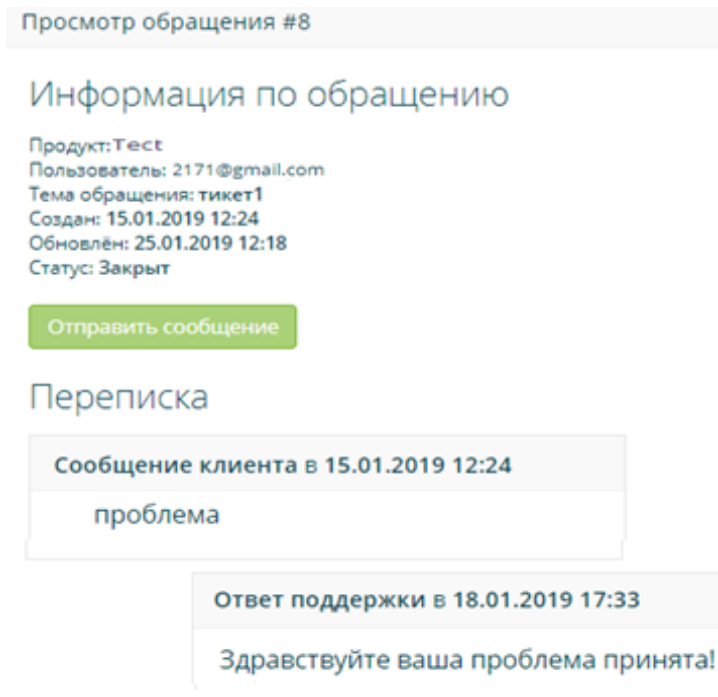 Просмотр обращения #8
Информация по обращению
Продукт:Тест
Пользователь: 2171@gmail.com
Тема обращения: тикет1
Создан: 15.01.2019 12:24
Обновлён: 25.01.2019 12:18
Статус: Закрыт
Отправить сообщение
Переписка
Сообщение клиента в 15.01.2019 12:24
проблема
Ответ поддержки в 18.01.2019 17:33
Здравствуйте ваша проблема принята!